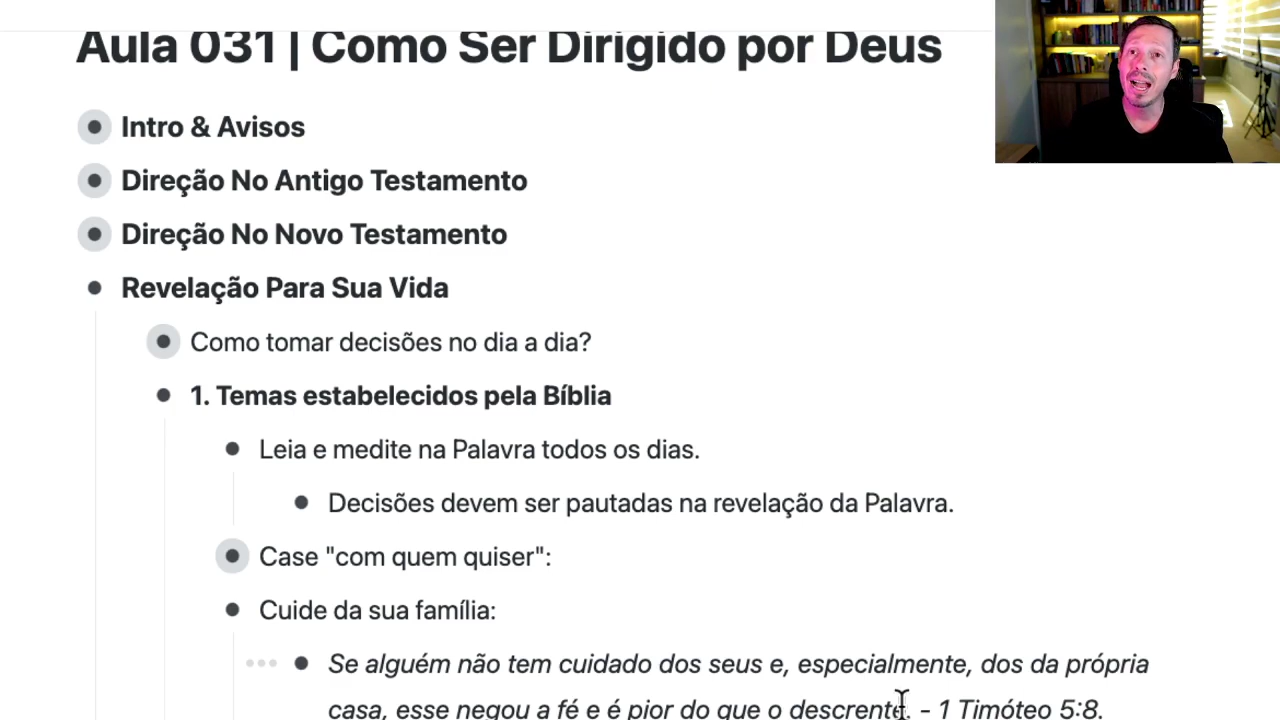 Aula 031 | Como Ser Dirigido por Deus
Intro & Avisos
Direção No Antigo Testamento
Direção No Novo Testamento
Revelação Para Sua Vida
Como tomar decisões no dia a dia?
1. Temas estabelecidos pela Bíblia
Leia e medite na Palavra todos os dias.
Decisões devem ser pautadas na revelação da Palavra.
Case "com quem quiser":
Cuide da sua família:
Se alguém não tem cuidado dos seus e, especialmente, dos da própria
casa, esse negou a fé e é pior do que o descrente. - 1 Timóteo 5:8.